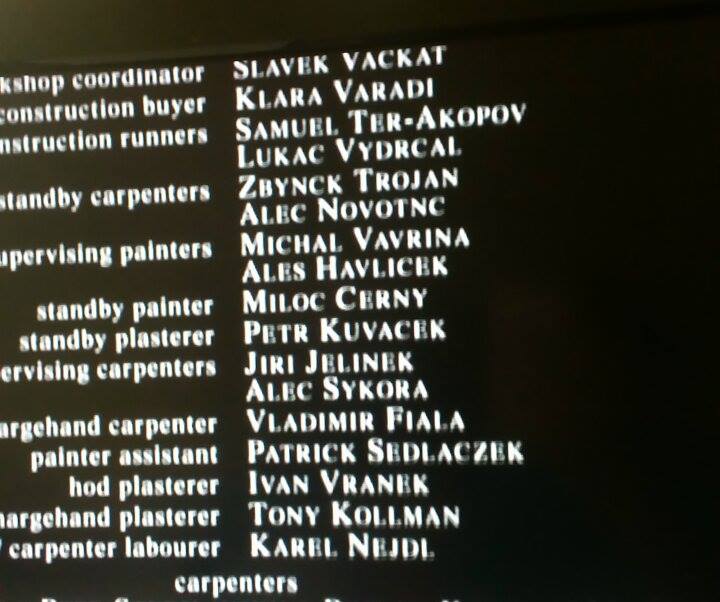 kshop coordinator SLAVEK VACKAT
construction buyer KLARA VARADI
nstruction runners SAMUEL TER-AKOPOV
LUKAC VYDRCAL
standby carpenters ZBYNCK TROJAN
ALEC NOVOTNC
upervising painters MICHAL VAVRINA
ALES HAVLICEK
standby painter MILOC CERNY
standby plasterer PETR KUVACEK
ervising carpenters JIRI JELINEK
ALEC SYKORA
argehand carpenter VLADIMIR FIALA
painter assistant PATRICK SEDLACZEK
hod plasterer IVAN VRANEK
hargehand plasterer TONY KOLLMAN
carpenter labourer KAREL NEJDL
carpenters